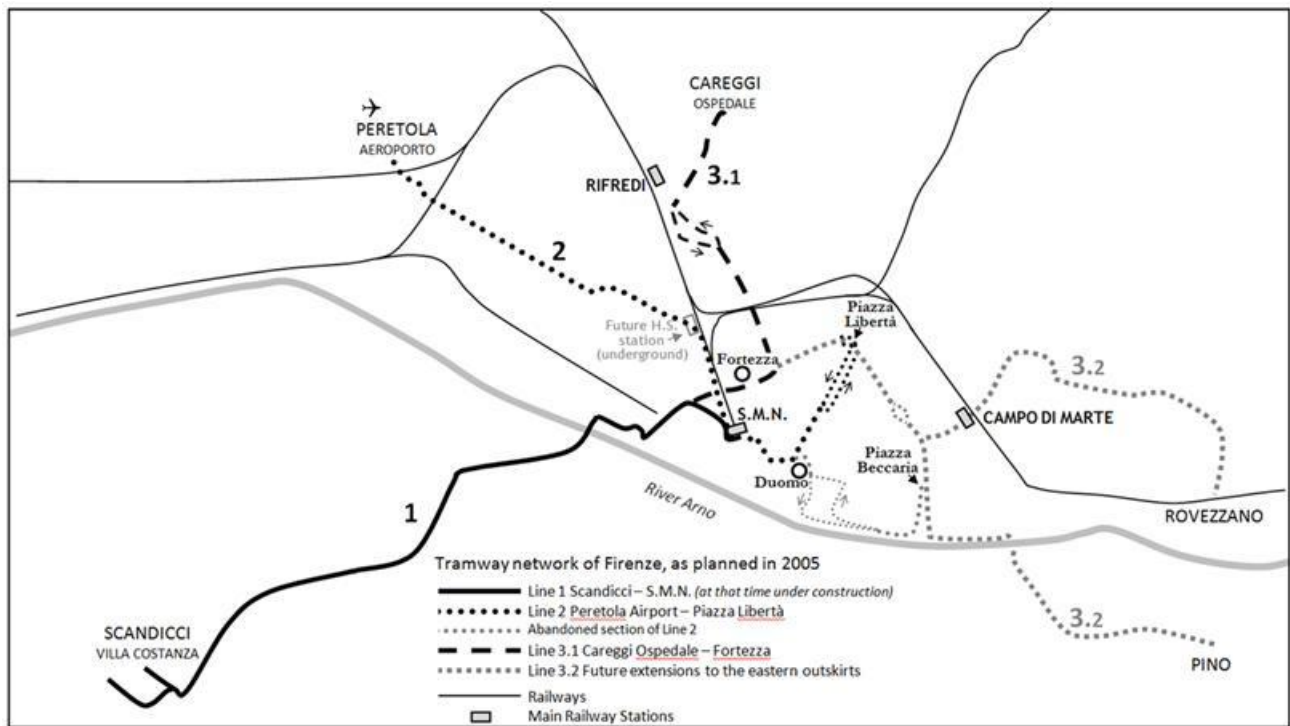 CAREGGI
OSPEDALE
PERETOLA
AEROPORTO
RIFREDI
3.1
2
Future H.S.
station
(underground)
Piazza
Libertà
Fortezza
3.2
S.M.N.
CAMPO DI MARTE
Piazza
Beccaria
Duomo
River Arno
1
ROVEZZANO
Tramway network of Firenze, as planned in 2005
Line 1 Scandicci – S.M.N. (at that time under construction)
Line 2 Peretola Airport – Piazza Libertà
Abandoned section of Line 2
Line 3.1 Careggi Ospedale – Fortezza
Line 3.2 Future extensions to the eastern outskirts
Railways
Main Railway Stations
SCANDICCI
VILLA COSTANZA
3.2
PINO